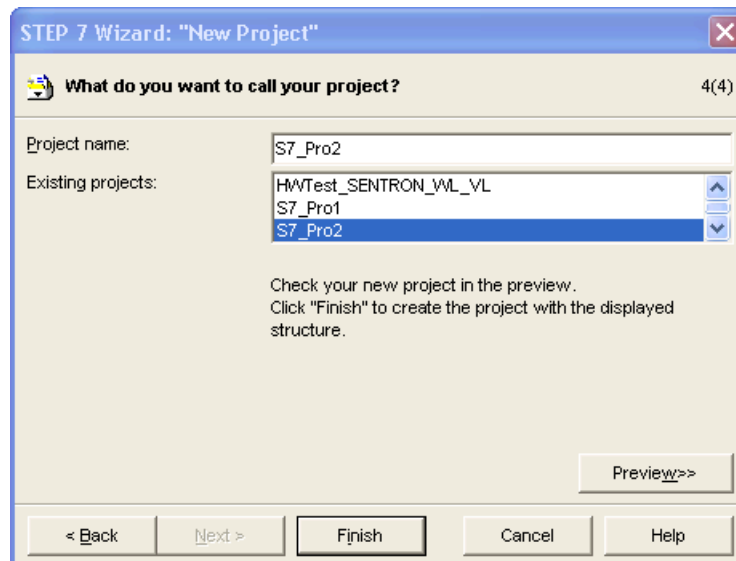 STEP 7 Wizard: "New Project"
What do you want to call your project? 4(4)
Project name: S7_Pro2
Existing projects: HWTest_SENTRON_WL_VL
S7_Pro1
S7_Pro2
Check your new project in the preview.
Click "Finish" to create the project with the displayed
structure.
Preview>>
< Back Next > Finish Cancel Help